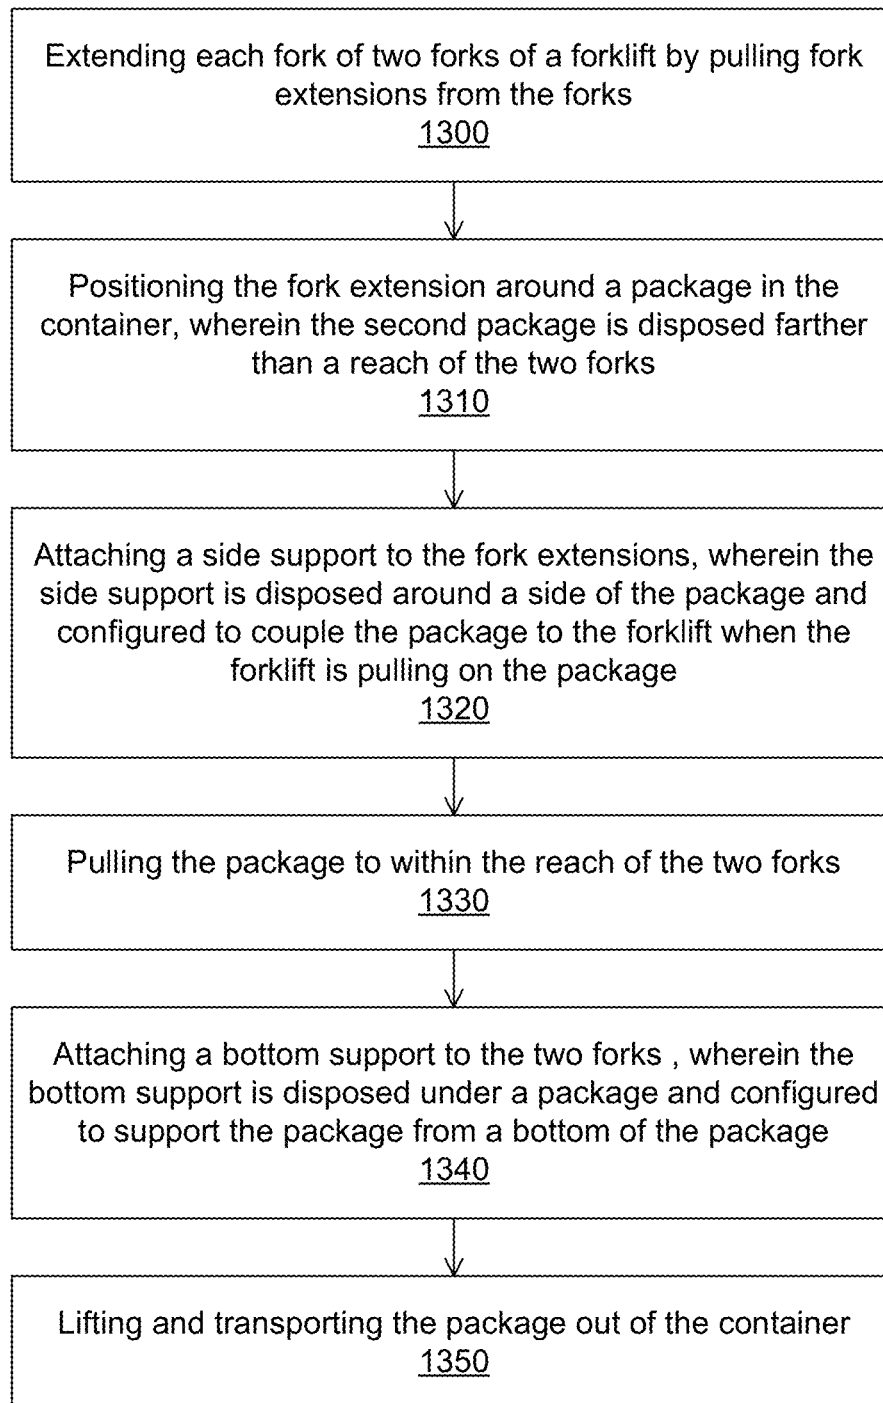 Extending each fork of two forks of a forklift by pulling fork
extensions from the forks
1300
Positioning the fork extension around a package in the
container, wherein the second package is disposed farther
than a reach of the two forks
1310
Attaching a side support to the fork extensions, wherein the
side support is disposed around a side of the package and
configured to couple the package to the forklift when the
forklift is pulling on the package
1320
Pulling the package to within the reach of the two forks
1330
Attaching a bottom support to the two forks , wherein the
bottom support is disposed under a package and configured
to support the package from a bottom of the package
1340
Lifting and transporting the package out of the container
1350